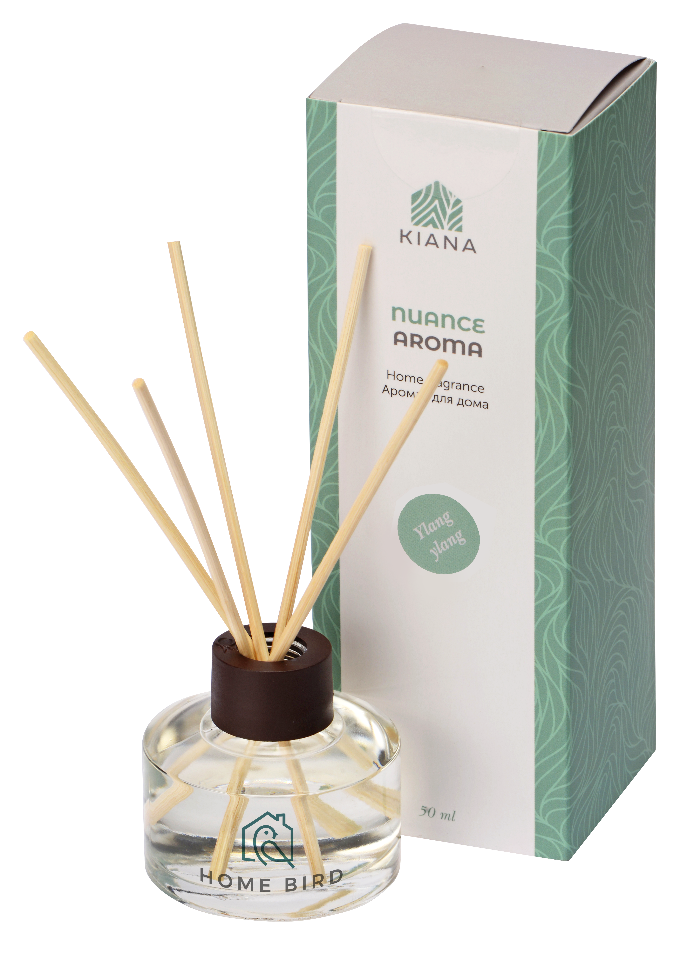 KIANA
NUANCE
AROMA
Home
для дома
Ylang
ylang
50 ml
HOME BIRD